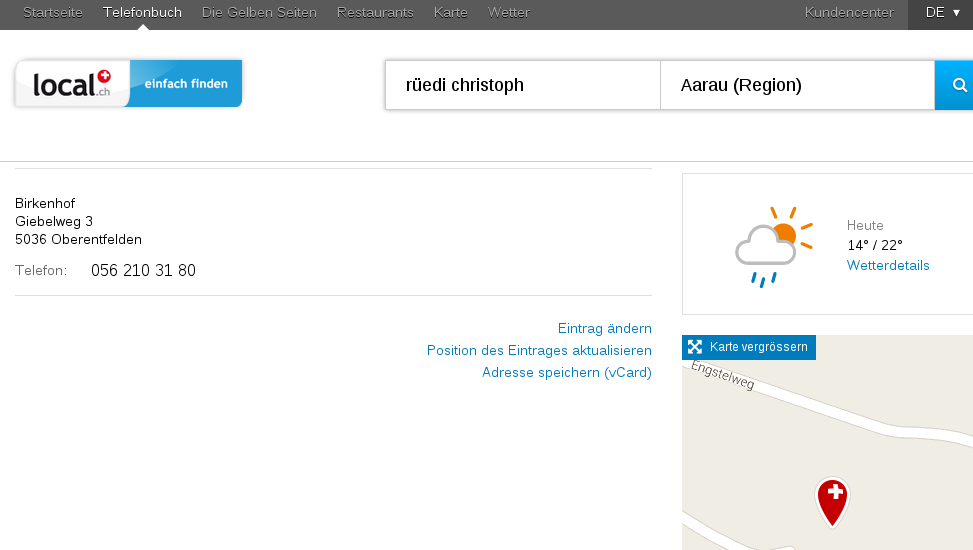 Startseite Telefonbuch Die Gelben Seiten Restaurants Karte Wetter Kundencenter DE ▼
local.ch einfach finden
rüedi christoph Aarau (Region)
Birkenhof
Giebelweg 3
5036 Oberentfelden
Telefon: 056 210 31 80
Eintrag ändern
Position des Eintrages aktualisieren
Adresse speichern (vCard)
Heute
14° / 22°
Wetterdetails
Karte vergrössern
Engstelweg